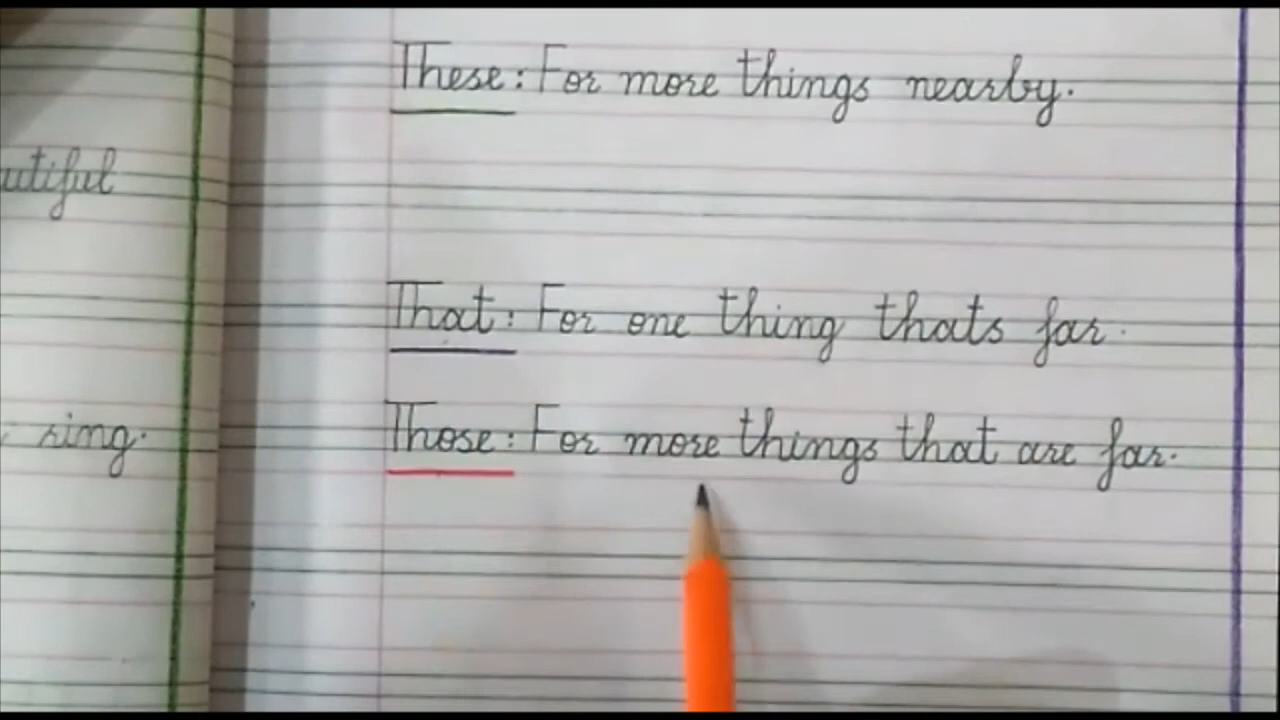 These: For more things nearby.
utiful
That: For one thing thats far.
Those: For more things that are far.
ring.